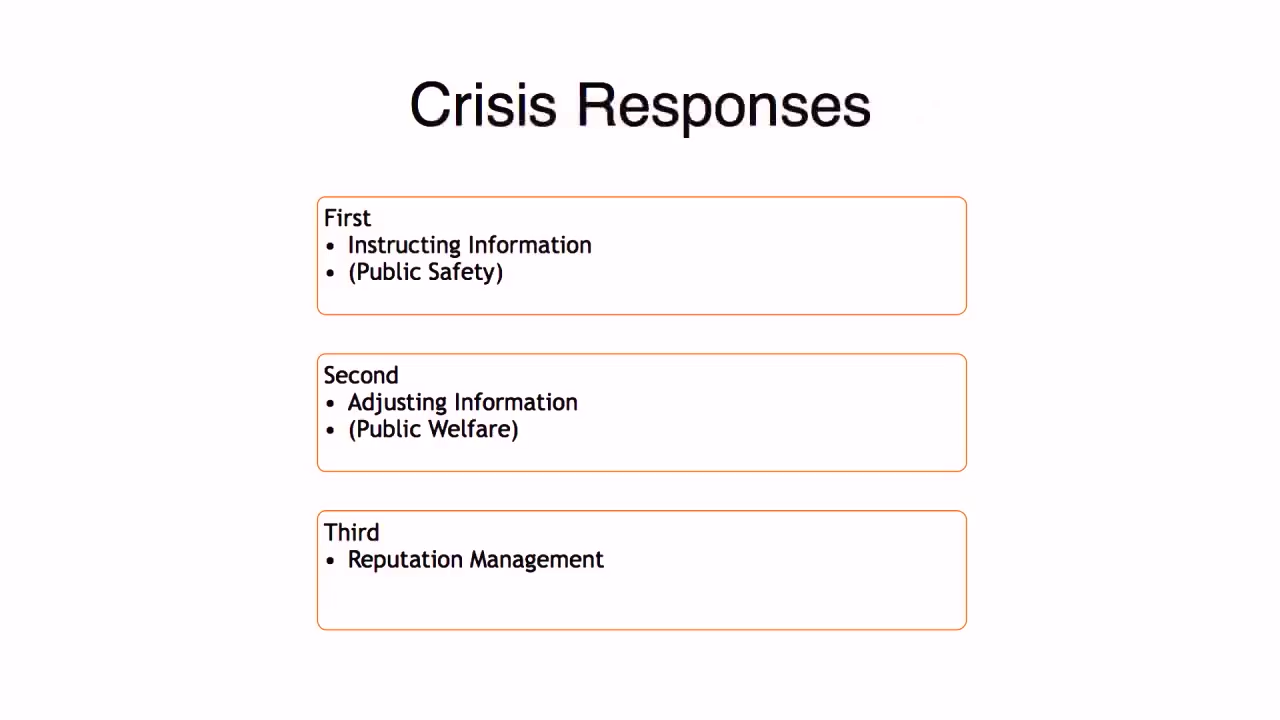 Crisis Responses
First
• Instructing Information
• (Public Safety)
Second
• Adjusting Information
• (Public Welfare)
Third
• Reputation Management